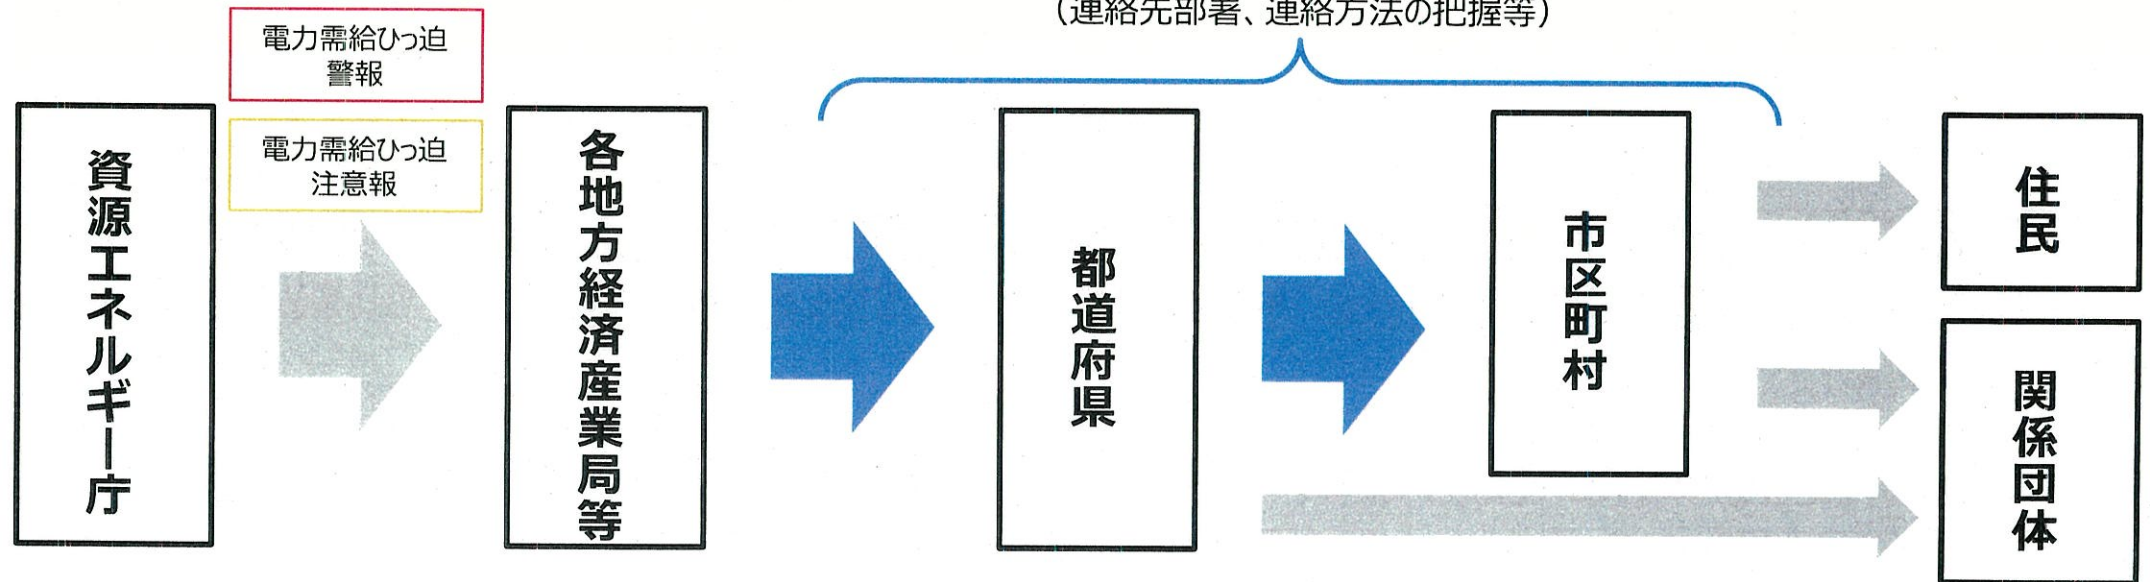 (連絡先部署、連絡方法の把握等)
電力需給ひっ迫
警報
電力需給ひっ迫
注意報
資源エネルギー庁
各地方経済産業局等
都道府県
市区町村
住民
関係団体